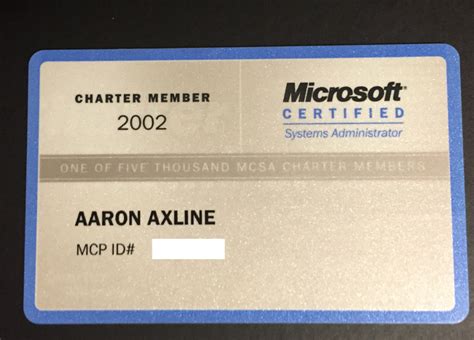 CHARTER MEMBER
2002
Microsoft
CERTIFIED
Systems Administrator
ONE OF FIVE THOUSAND MCSA CHARTER MEMBERS
AARON AXLINE
MCP ID#